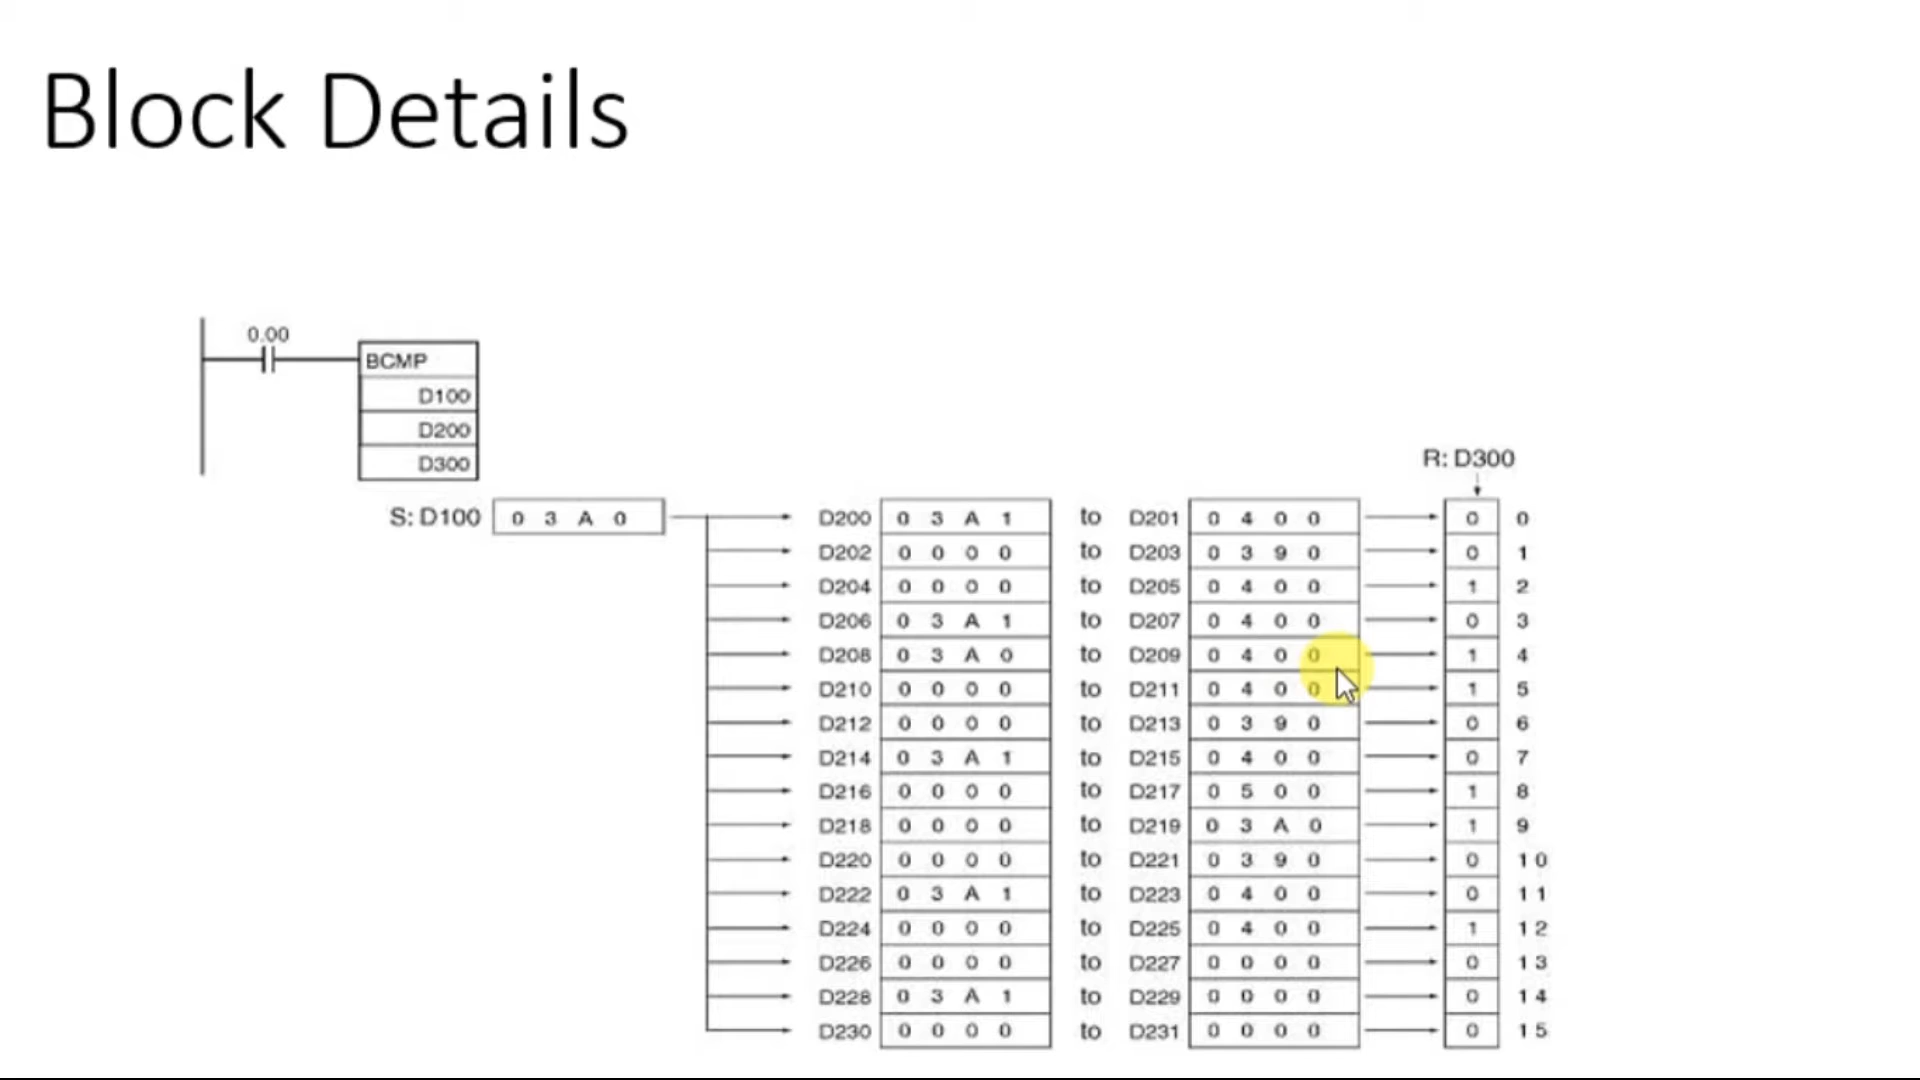 Block Details
0.00
BCMP
D100
D200
D300
R: D300
S: D100 0 3 A 0 D200 0 3 A 1 to D201 0 4 0 0 0 0
D202 0 0 0 0 to D203 0 3 9 0 0 1
D204 0 0 0 0 to D205 0 4 0 0 1 2
D206 0 3 A 1 to D207 0 4 0 0 0 3
D208 0 3 A 0 to D209 0 4 0 0 1 4
D210 0 0 0 0 to D211 0 4 0 0 1 5
D212 0 0 0 0 to D213 0 3 9 0 0 6
D214 0 3 A 1 to D215 0 4 0 0 0 7
D216 0 0 0 0 to D217 0 5 0 0 1 8
D218 0 0 0 0 to D219 0 3 A 0 1 9
D220 0 0 0 0 to D221 0 3 9 0 0 10
D222 0 3 A 1 to D223 0 4 0 0 0 11
D224 0 0 0 0 to D225 0 4 0 0 1 12
D226 0 0 0 0 to D227 0 0 0 0 0 13
D228 0 3 A 1 to D229 0 0 0 0 0 14
D230 0 0 0 0 to D231 0 0 0 0 0 15